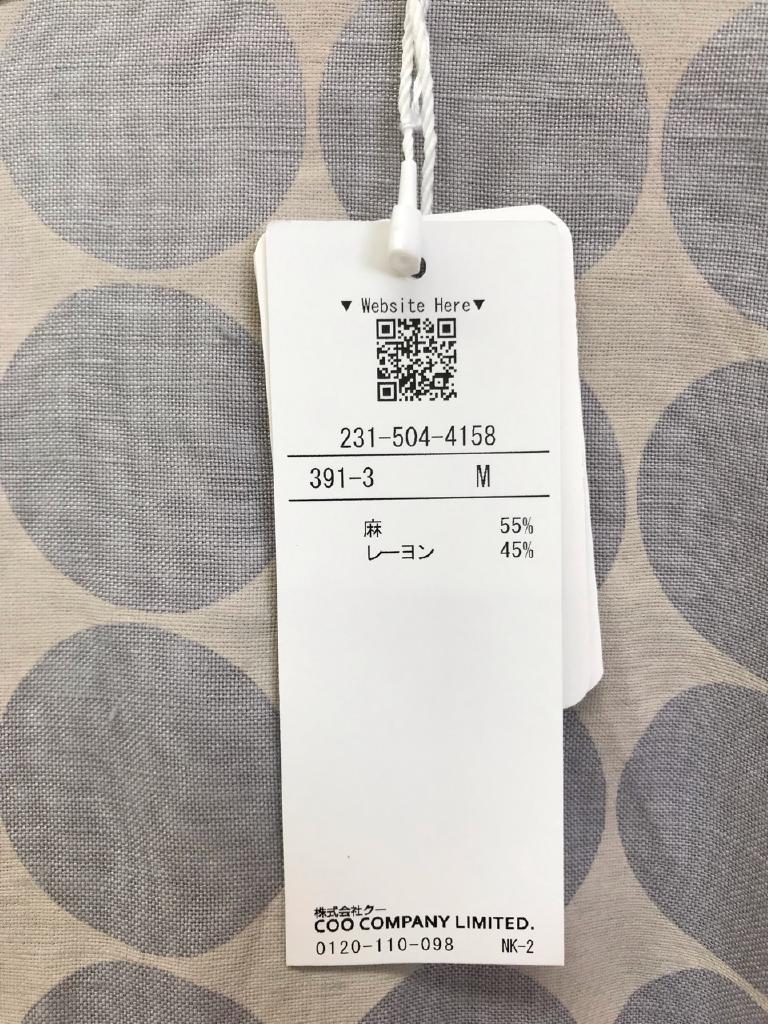 ▼ Website Here▼
231-504-4158
391-3 M
麻 55%
レーヨン 45%
株式会社クー
COO COMPANY LIMITED.
0120-110-098 NK-2